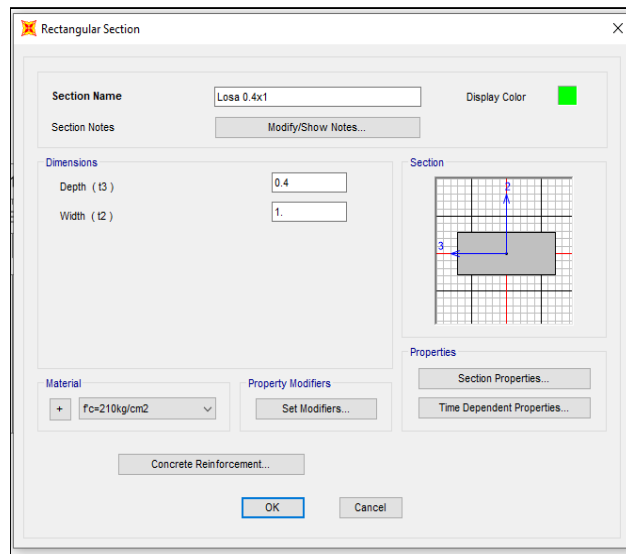 Rectangular Section
Section Name Losa 0.4x1 Display Color
Section Notes Modify/Show Notes...
Dimensions
Depth ( t3 ) 0.4
Width ( t2 ) 1.
Section
2
3
Properties
Section Properties...
Time Dependent Properties...
Material
+ f'c=210kg/cm2
Property Modifiers
Set Modifiers...
Concrete Reinforcement...
OK Cancel